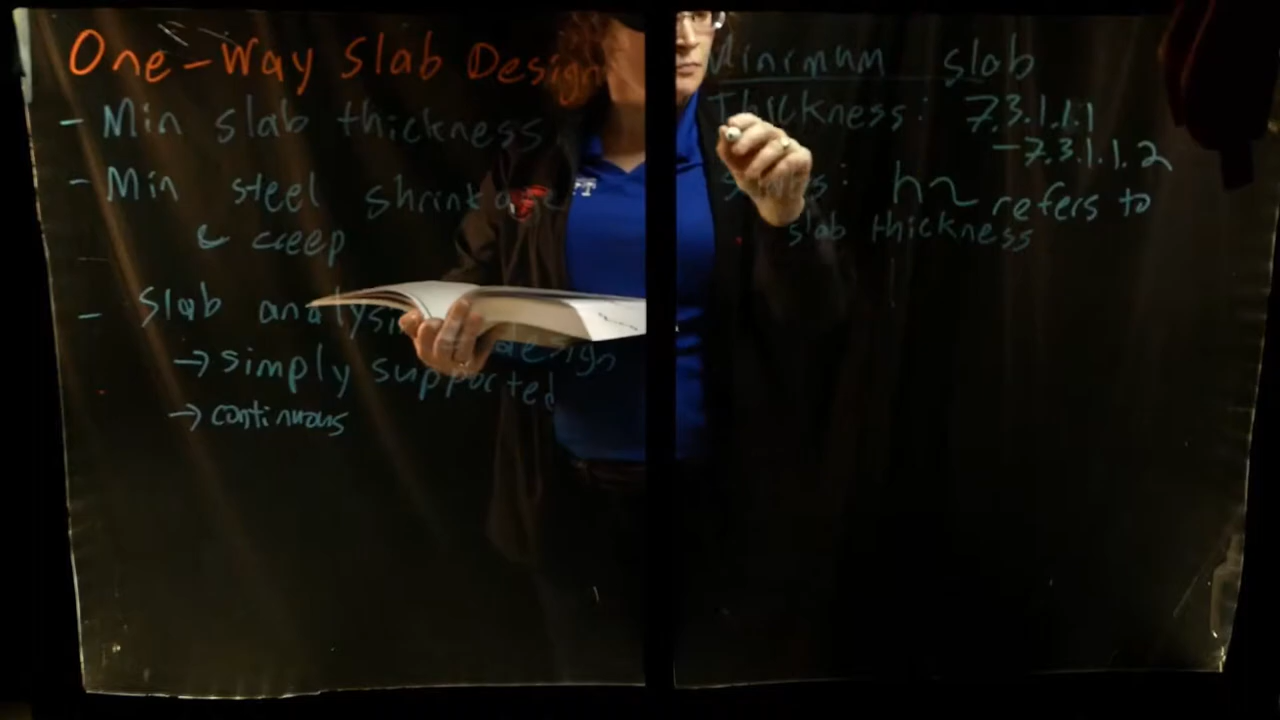 One-Way Slab Design
- Min slab thickness
- Min steel shrinkage
& creep
- Slab analysis design
→ simply supported
→ continuous
Minimum slab
Thickness: 7.3.1.1.1
-7.3.1.1.2
h refers to
slab thickness